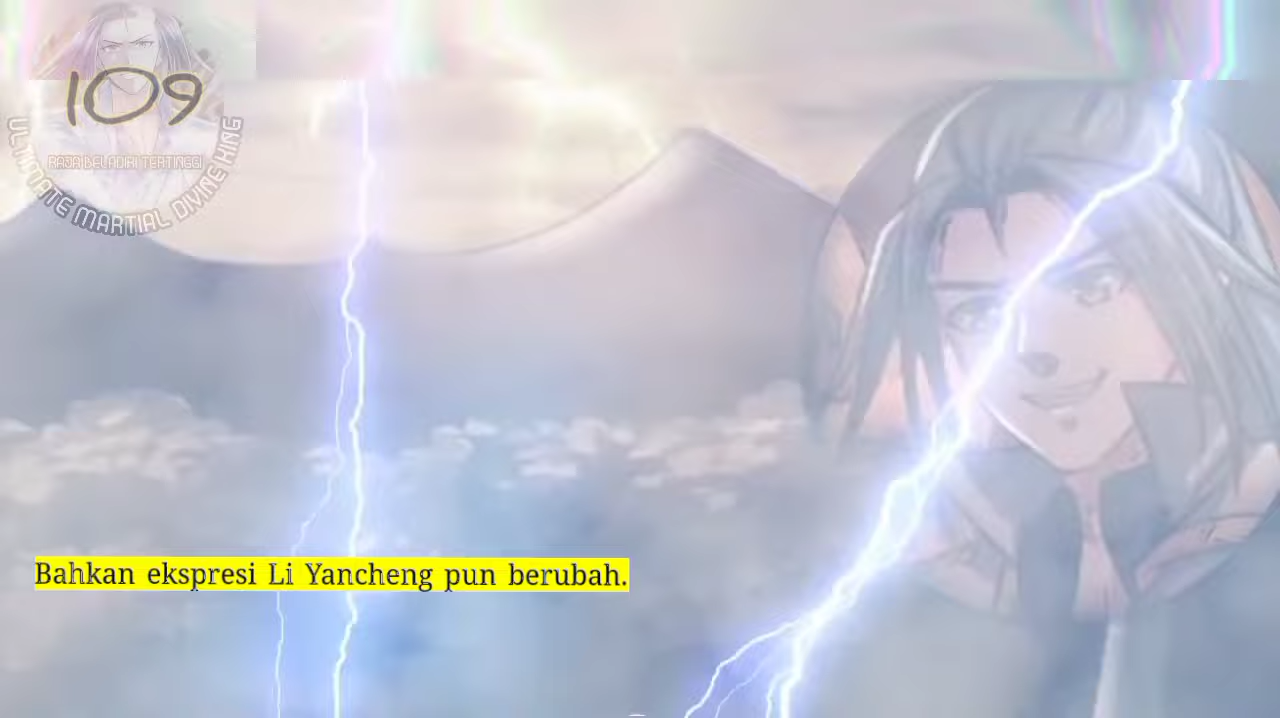 109
RAJA BELADIRI TERTINGGI
ULTIMATE MARTIAL DIVINE KING
Bahkan ekspresi Li Yancheng pun berubah.